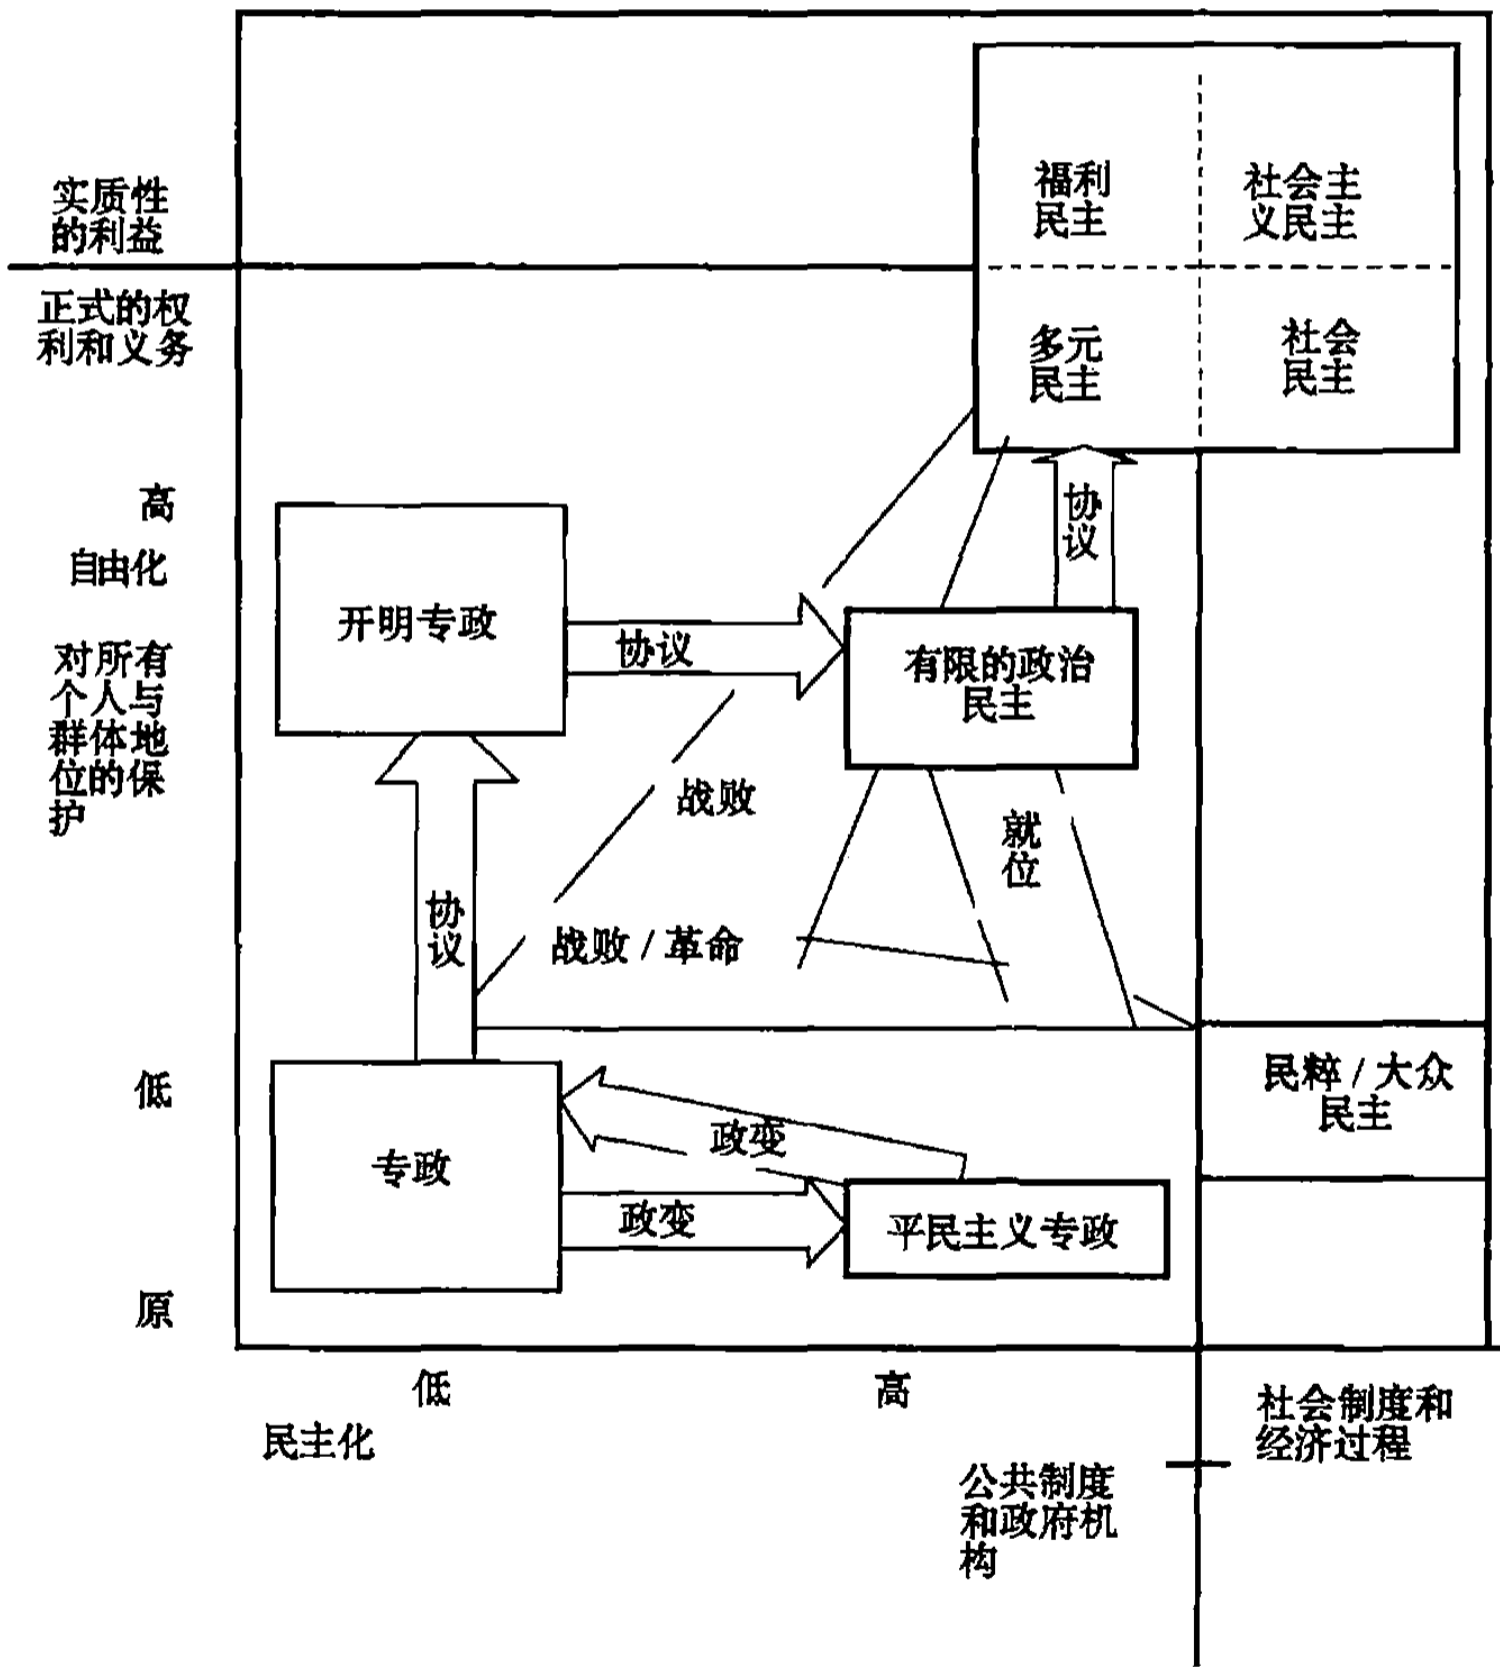 实质性
的利益
正式的权
利和义务
福利
民主
社会主
义民主
多元
民主
社会
民主
高
自由化
对所有
个人与
群体地
位的保
护
低
原
开明专政
协议
协议
有限的政治
民主
协
议
战败
就
位
战败/革命
民粹/大众
民主
专政
政变
政变
平民主义专政
低
高
民主化
社会制度和
经济过程
公共制度
和政府机
构